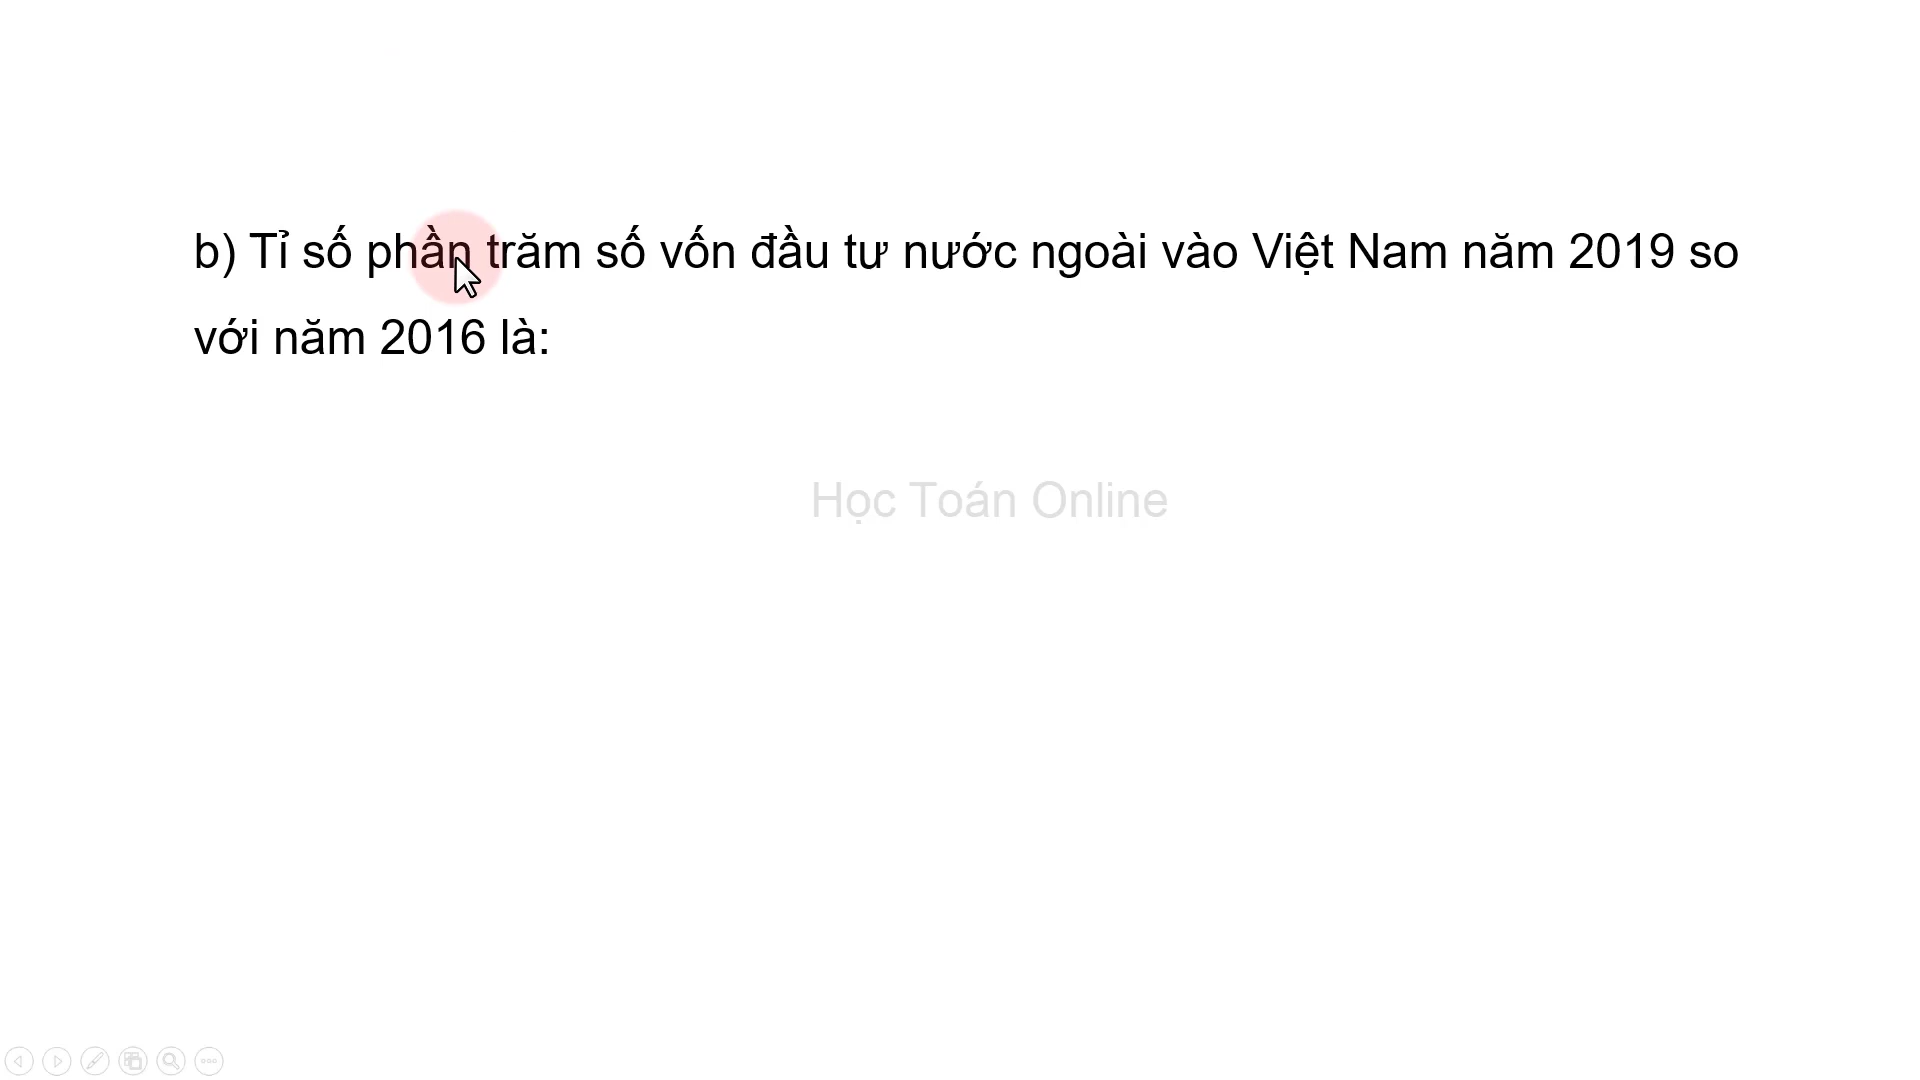 b) Tỉ số phần trăm số vốn đầu tư nước ngoài vào Việt Nam năm 2019 so
với năm 2016 là:
Học Toán Online